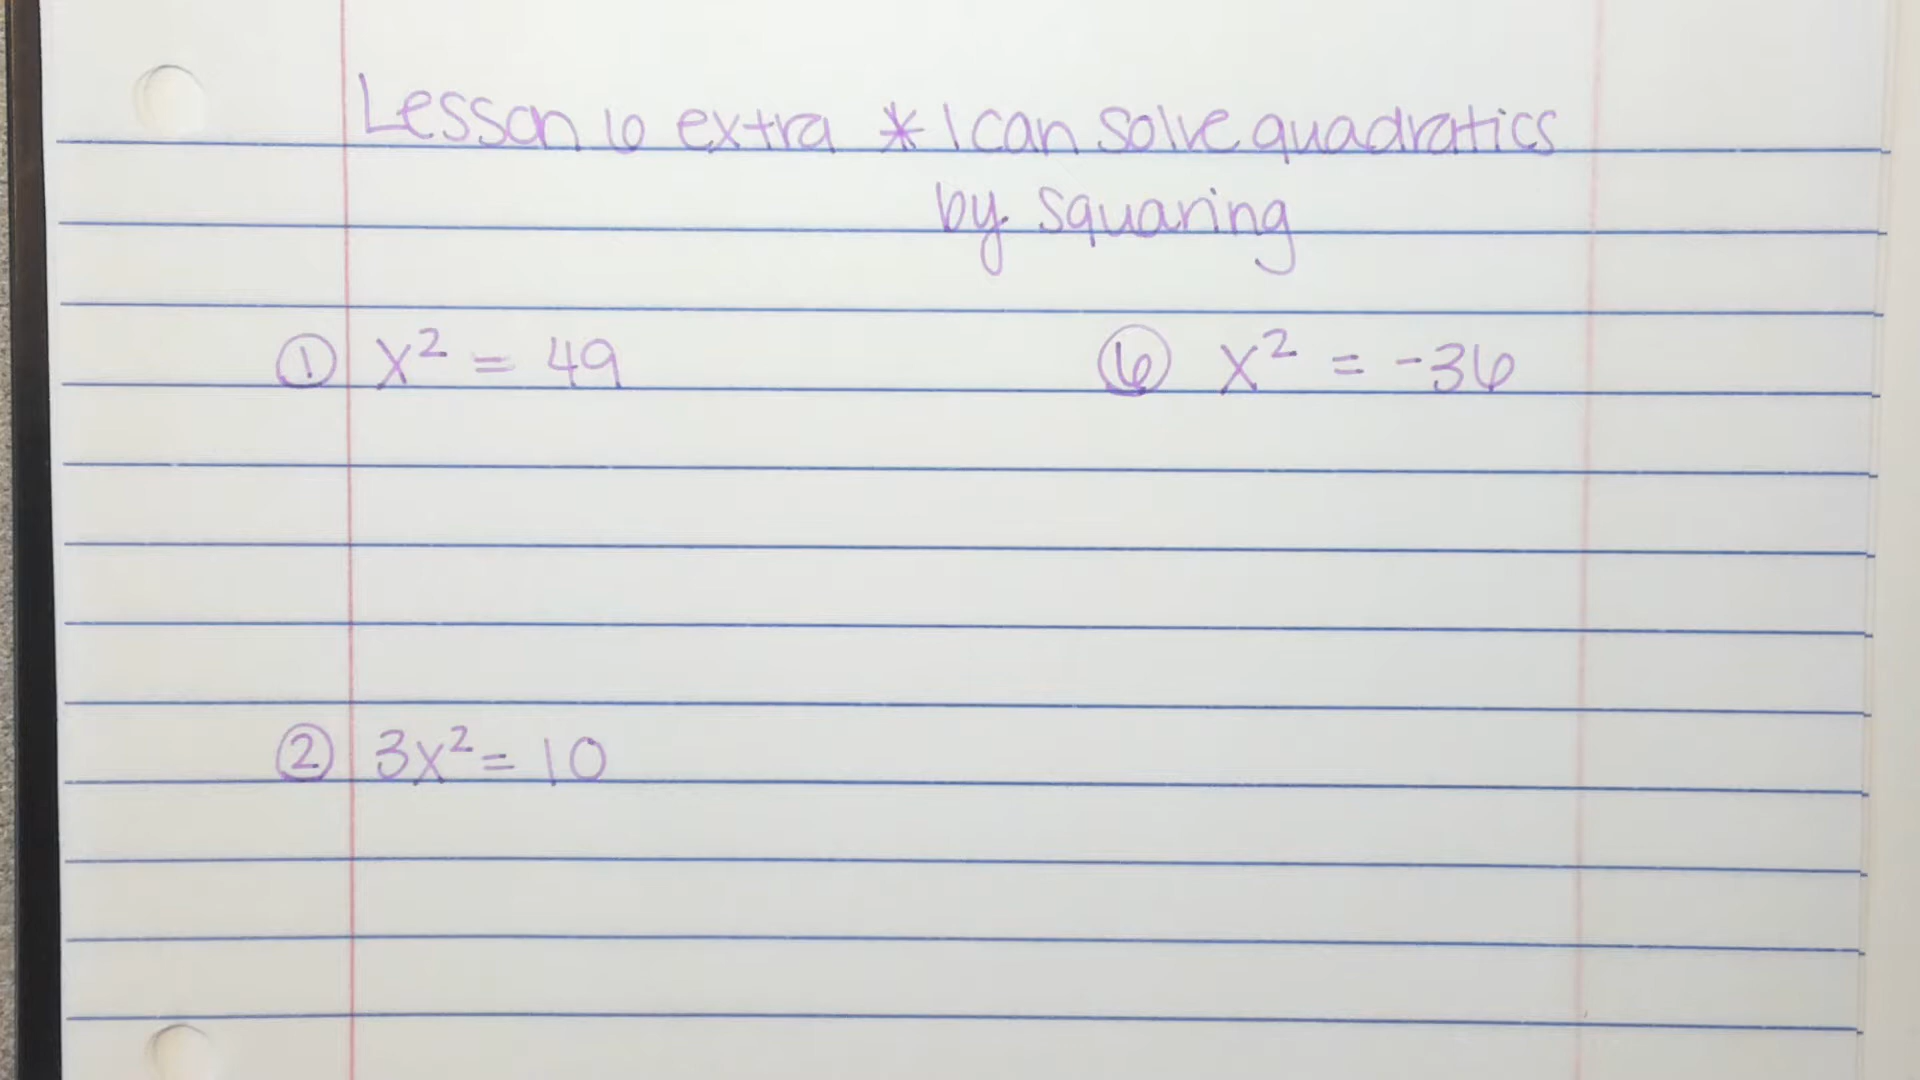 Lesson 6 extra * I can solve quadratics
by squaring
① x² = 49
⑥ x² = -36
② 3x² = 10